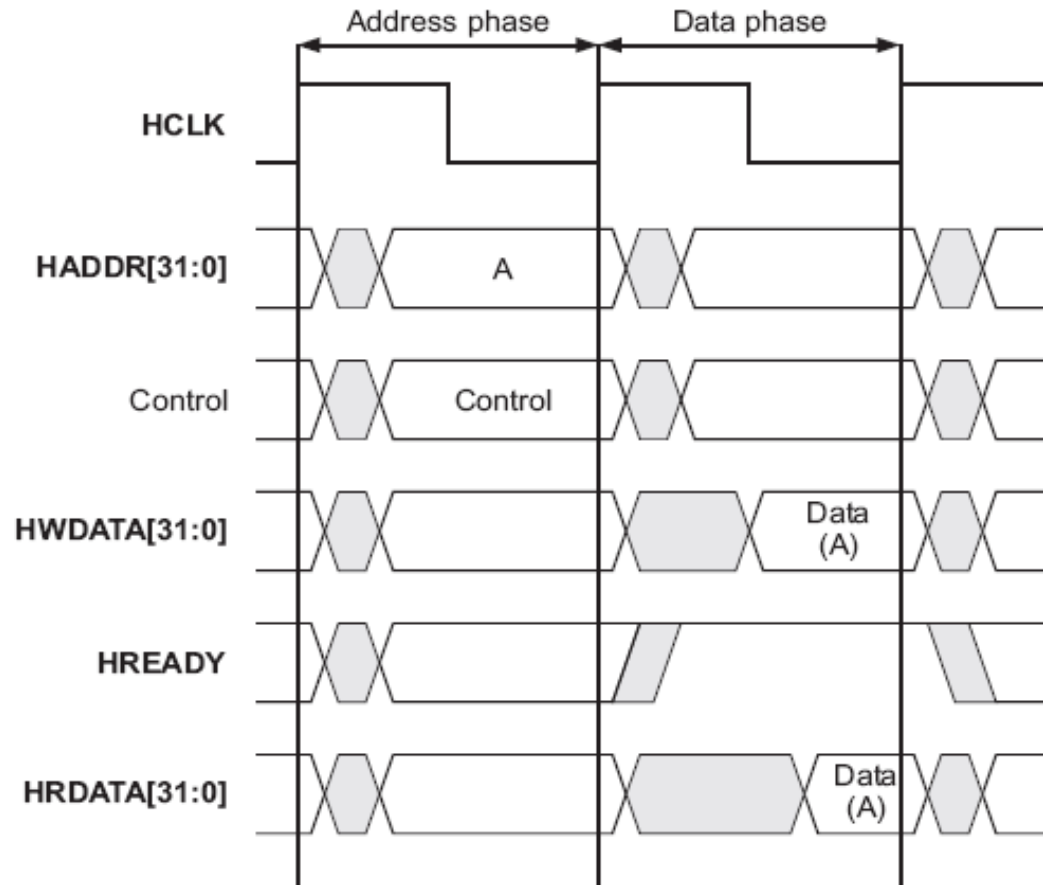 Address phase
Data phase
HCLK
HADDR[31:0]
A
Control
Control
HWDATA[31:0]
Data
(A)
HREADY
HRDATA[31:0]
Data
(A)